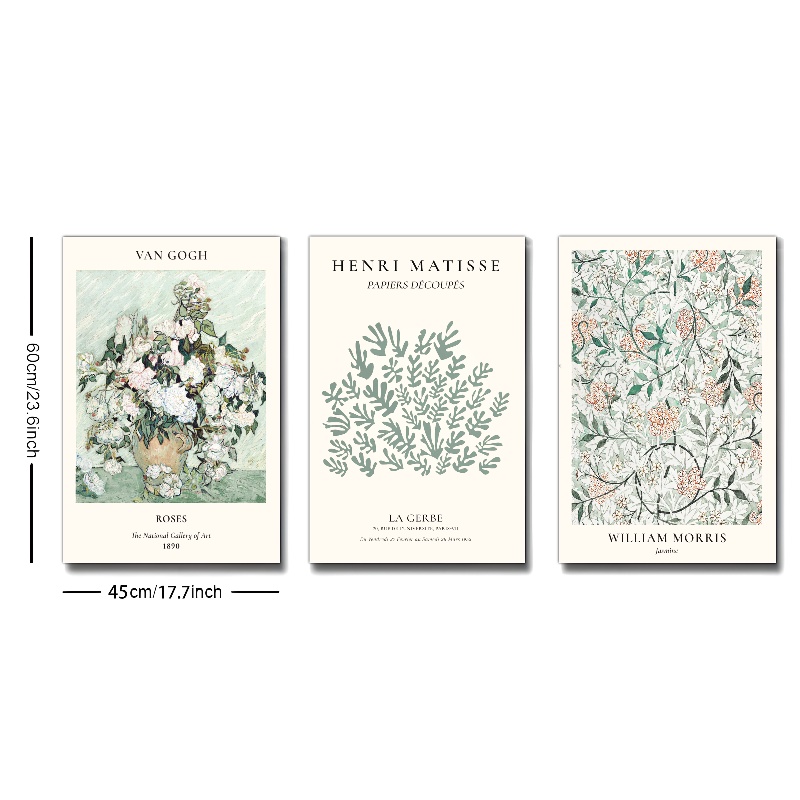 60cm/23.6inch
VAN GOGH
ROSES
The National Gallery of Art
1890
45cm/17.7inch
HENRI MATISSE
PAPIERS DÉCOUPÉS
LA GERBE
WILLIAM MORRIS
Jasmine